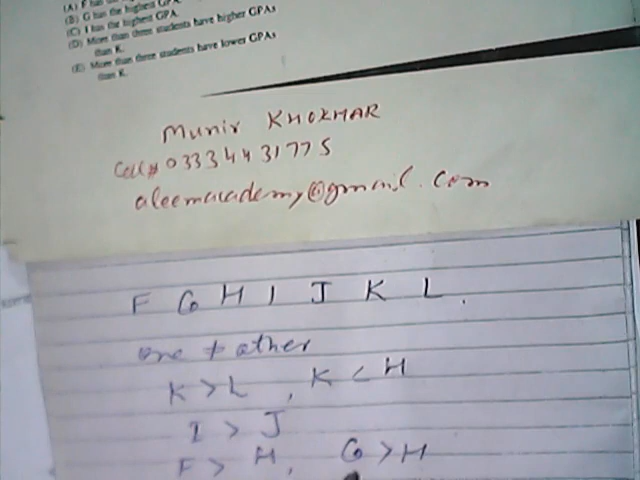 (B) G has the highest GPA.
(C) I has the highest GPA.
(D) More than three students have higher GPAs
than K.
(E) More than three students have lower GPAs
than K.
Munir KHOKHAR
Cell# 03334431775
aleemacademy@gmail.com
F G H I J K L.
one ≠ other
K > L , K < H
I > J
F > H, G > H